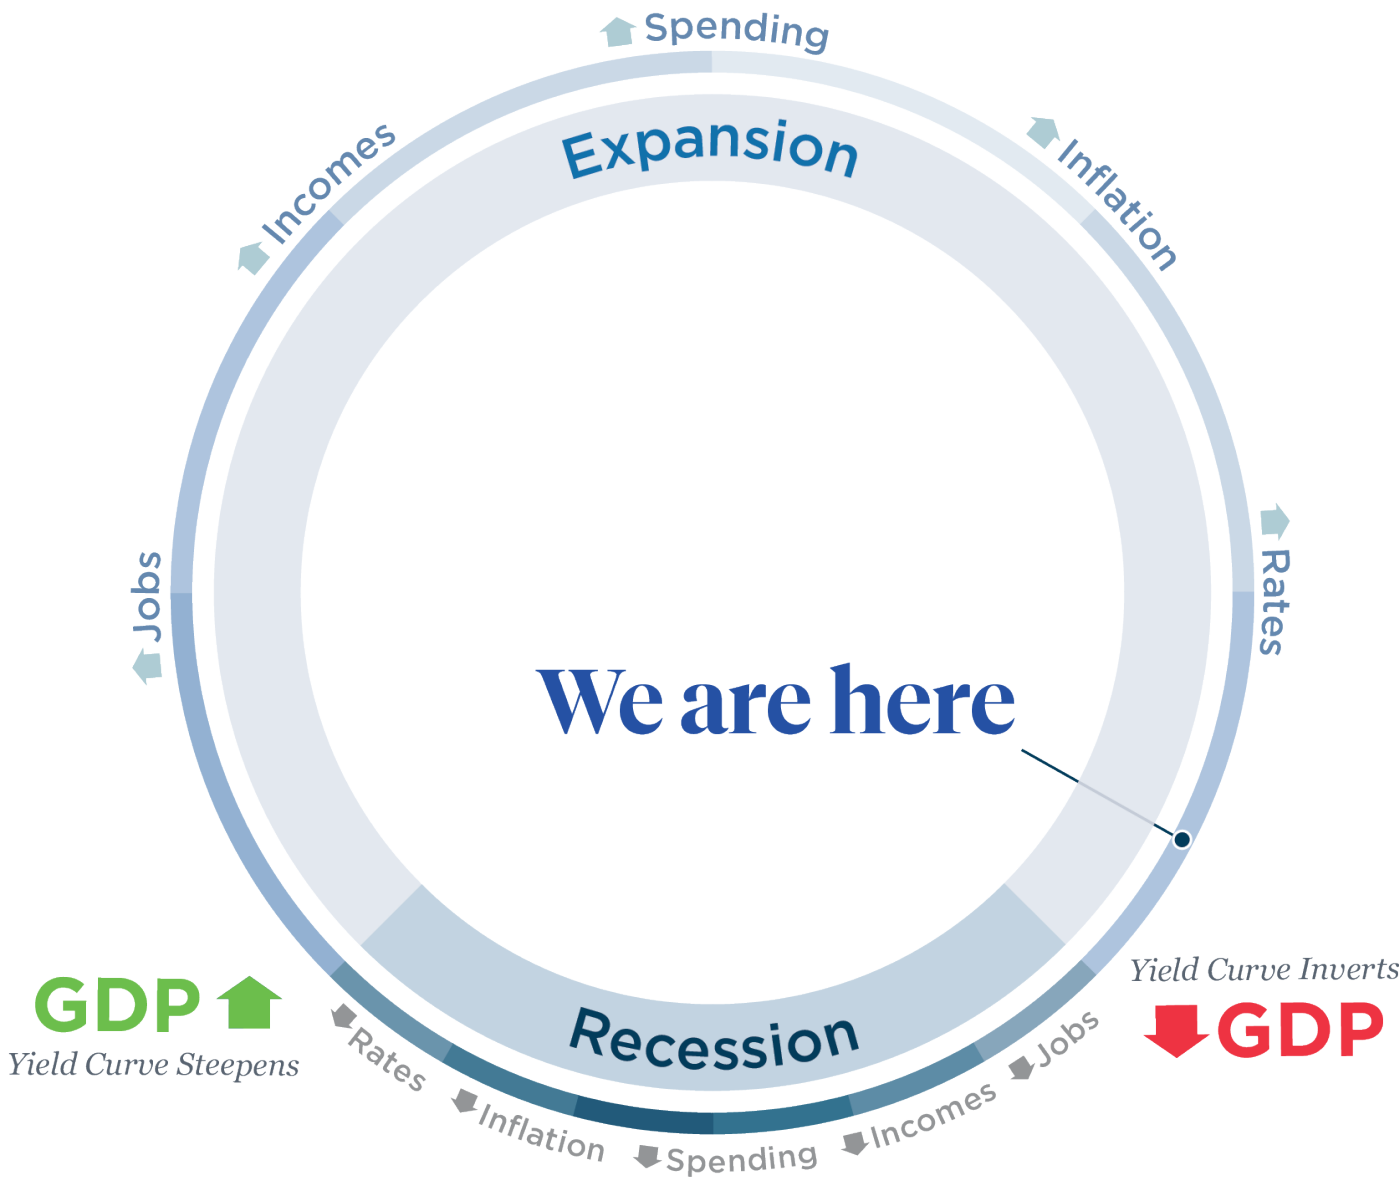 Spending
Incomes
Inflation
Expansion
Jobs
Rates
We are here
Yield Curve Inverts
GDP
GDP
Yield Curve Steepens
Recession
Rates
Inflation
Spending
Incomes
Jobs